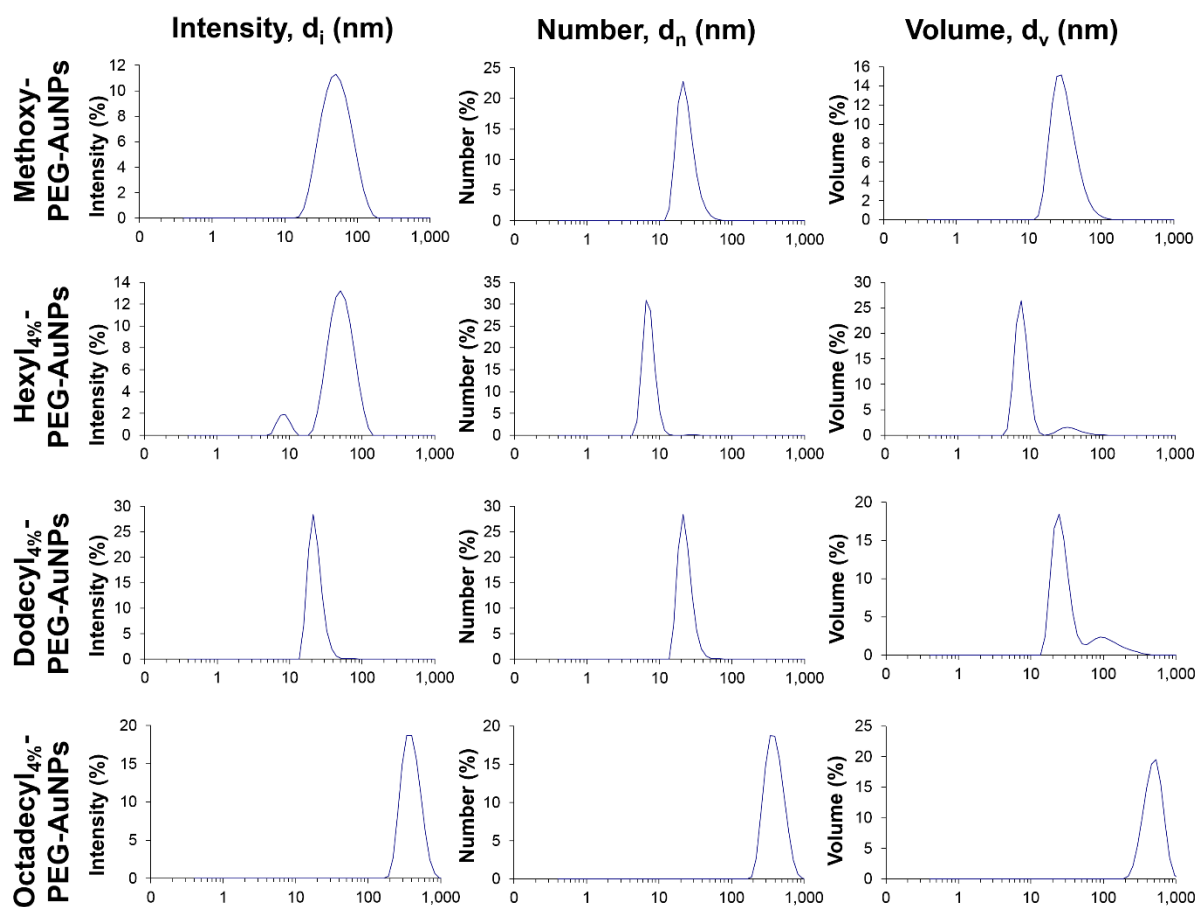 Intensity, di (nm)
Number, dn (nm)
Volume, dv (nm)
Methoxy-
PEG-AuNPs
Intensity (%)
12
10
8
6
4
2
0
0 1 10 100 1,000
Number (%)
25
20
15
10
5
0
0 1 10 100 1,000
Volume (%)
16
14
12
10
8
6
4
2
0
0 1 10 100 1,000
Hexyl4%-
PEG-AuNPs
Intensity (%)
14
12
10
8
6
4
2
0
0 1 10 100 1,000
Number (%)
35
30
25
20
15
10
5
0
0 1 10 100 1,000
Volume (%)
30
25
20
15
10
5
0
0 1 10 100 1,000
Dodecyl4%-
PEG-AuNPs
Intensity (%)
30
25
20
15
10
5
0
0 1 10 100 1,000
Number (%)
30
25
20
15
10
5
0
0 1 10 100 1,000
Volume (%)
20
15
10
5
0
0 1 10 100 1,000
Octadecyl4%-
PEG-AuNPs
Intensity (%)
20
15
10
5
0
0 1 10 100 1,000
Number (%)
20
15
10
5
0
0 1 10 100 1,000
Volume (%)
25
20
15
10
5
0
0 1 10 100 1,000